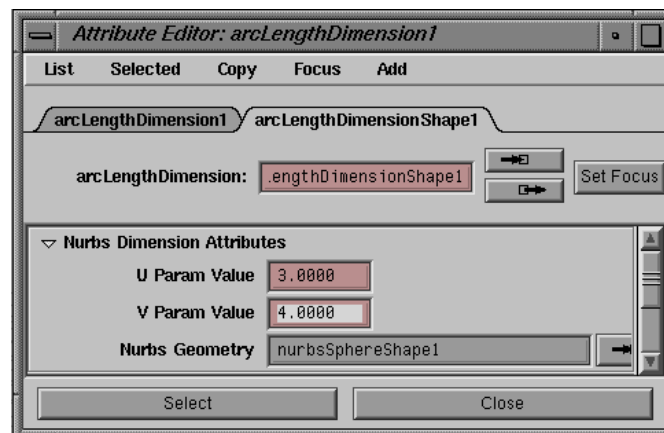 Attribute Editor: arcLengthDimension1
List Selected Copy Focus Add
arcLengthDimension1 arcLengthDimensionShape1
arcLengthDimension: .engthDimensionShape1 Set Focus
Nurbs Dimension Attributes
U Param Value 3.0000
V Param Value 4.0000
Nurbs Geometry nurbsSphereShape1
Select Close